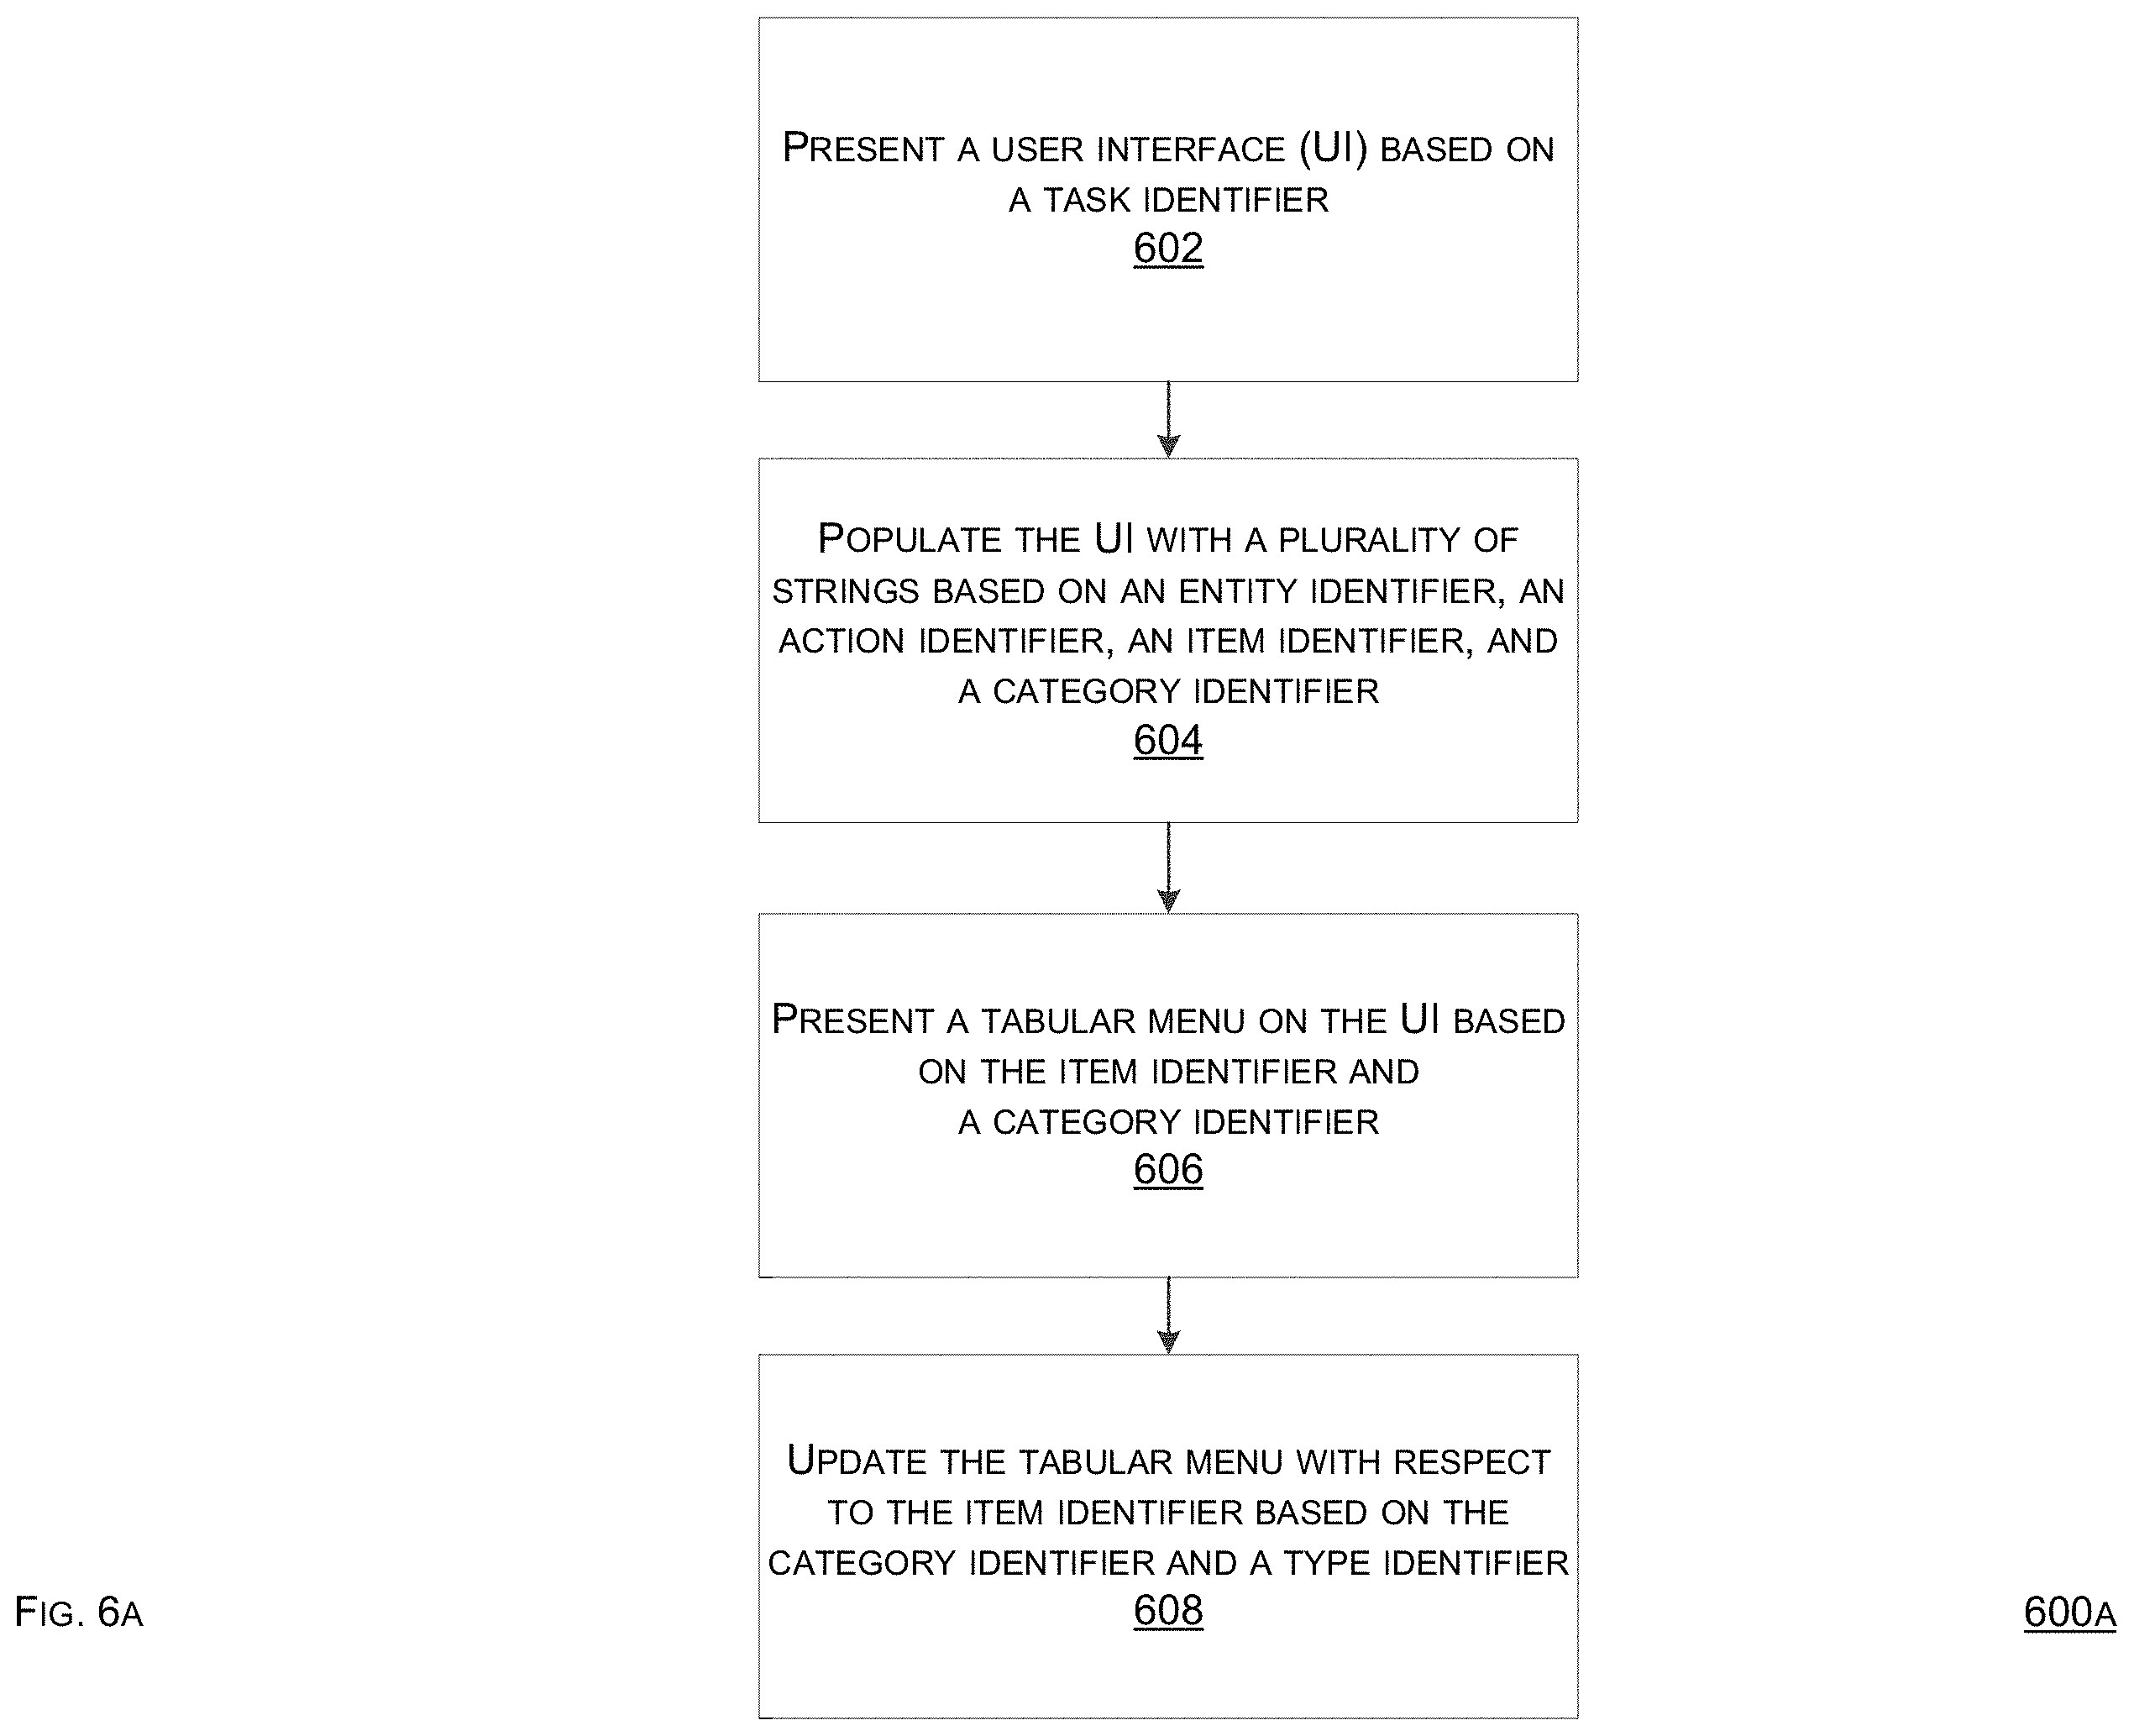 PRESENT A USER INTERFACE (UI) BASED ON
A TASK IDENTIFIER
602
POPULATE THE UI WITH A PLURALITY OF
STRINGS BASED ON AN ENTITY IDENTIFIER, AN
ACTION IDENTIFIER, AN ITEM IDENTIFIER, AND
A CATEGORY IDENTIFIER
604
PRESENT A TABULAR MENU ON THE UI BASED
ON THE ITEM IDENTIFIER AND
A CATEGORY IDENTIFIER
606
UPDATE THE TABULAR MENU WITH RESPECT
TO THE ITEM IDENTIFIER BASED ON THE
CATEGORY IDENTIFIER AND A TYPE IDENTIFIER
608
FIG. 6A
600A